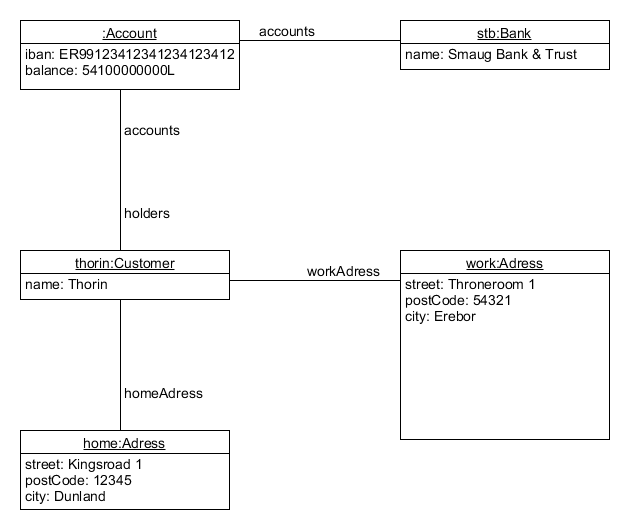 :Account
iban: ER99123412341234123412
balance: 54100000000L
accounts
stb:Bank
name: Smaug Bank & Trust
accounts
holders
thorin:Customer
name: Thorin
workAdress
work:Adress
street: Throneroom 1
postCode: 54321
city: Erebor
homeAdress
home:Adress
street: Kingsroad 1
postCode: 12345
city: Dunland